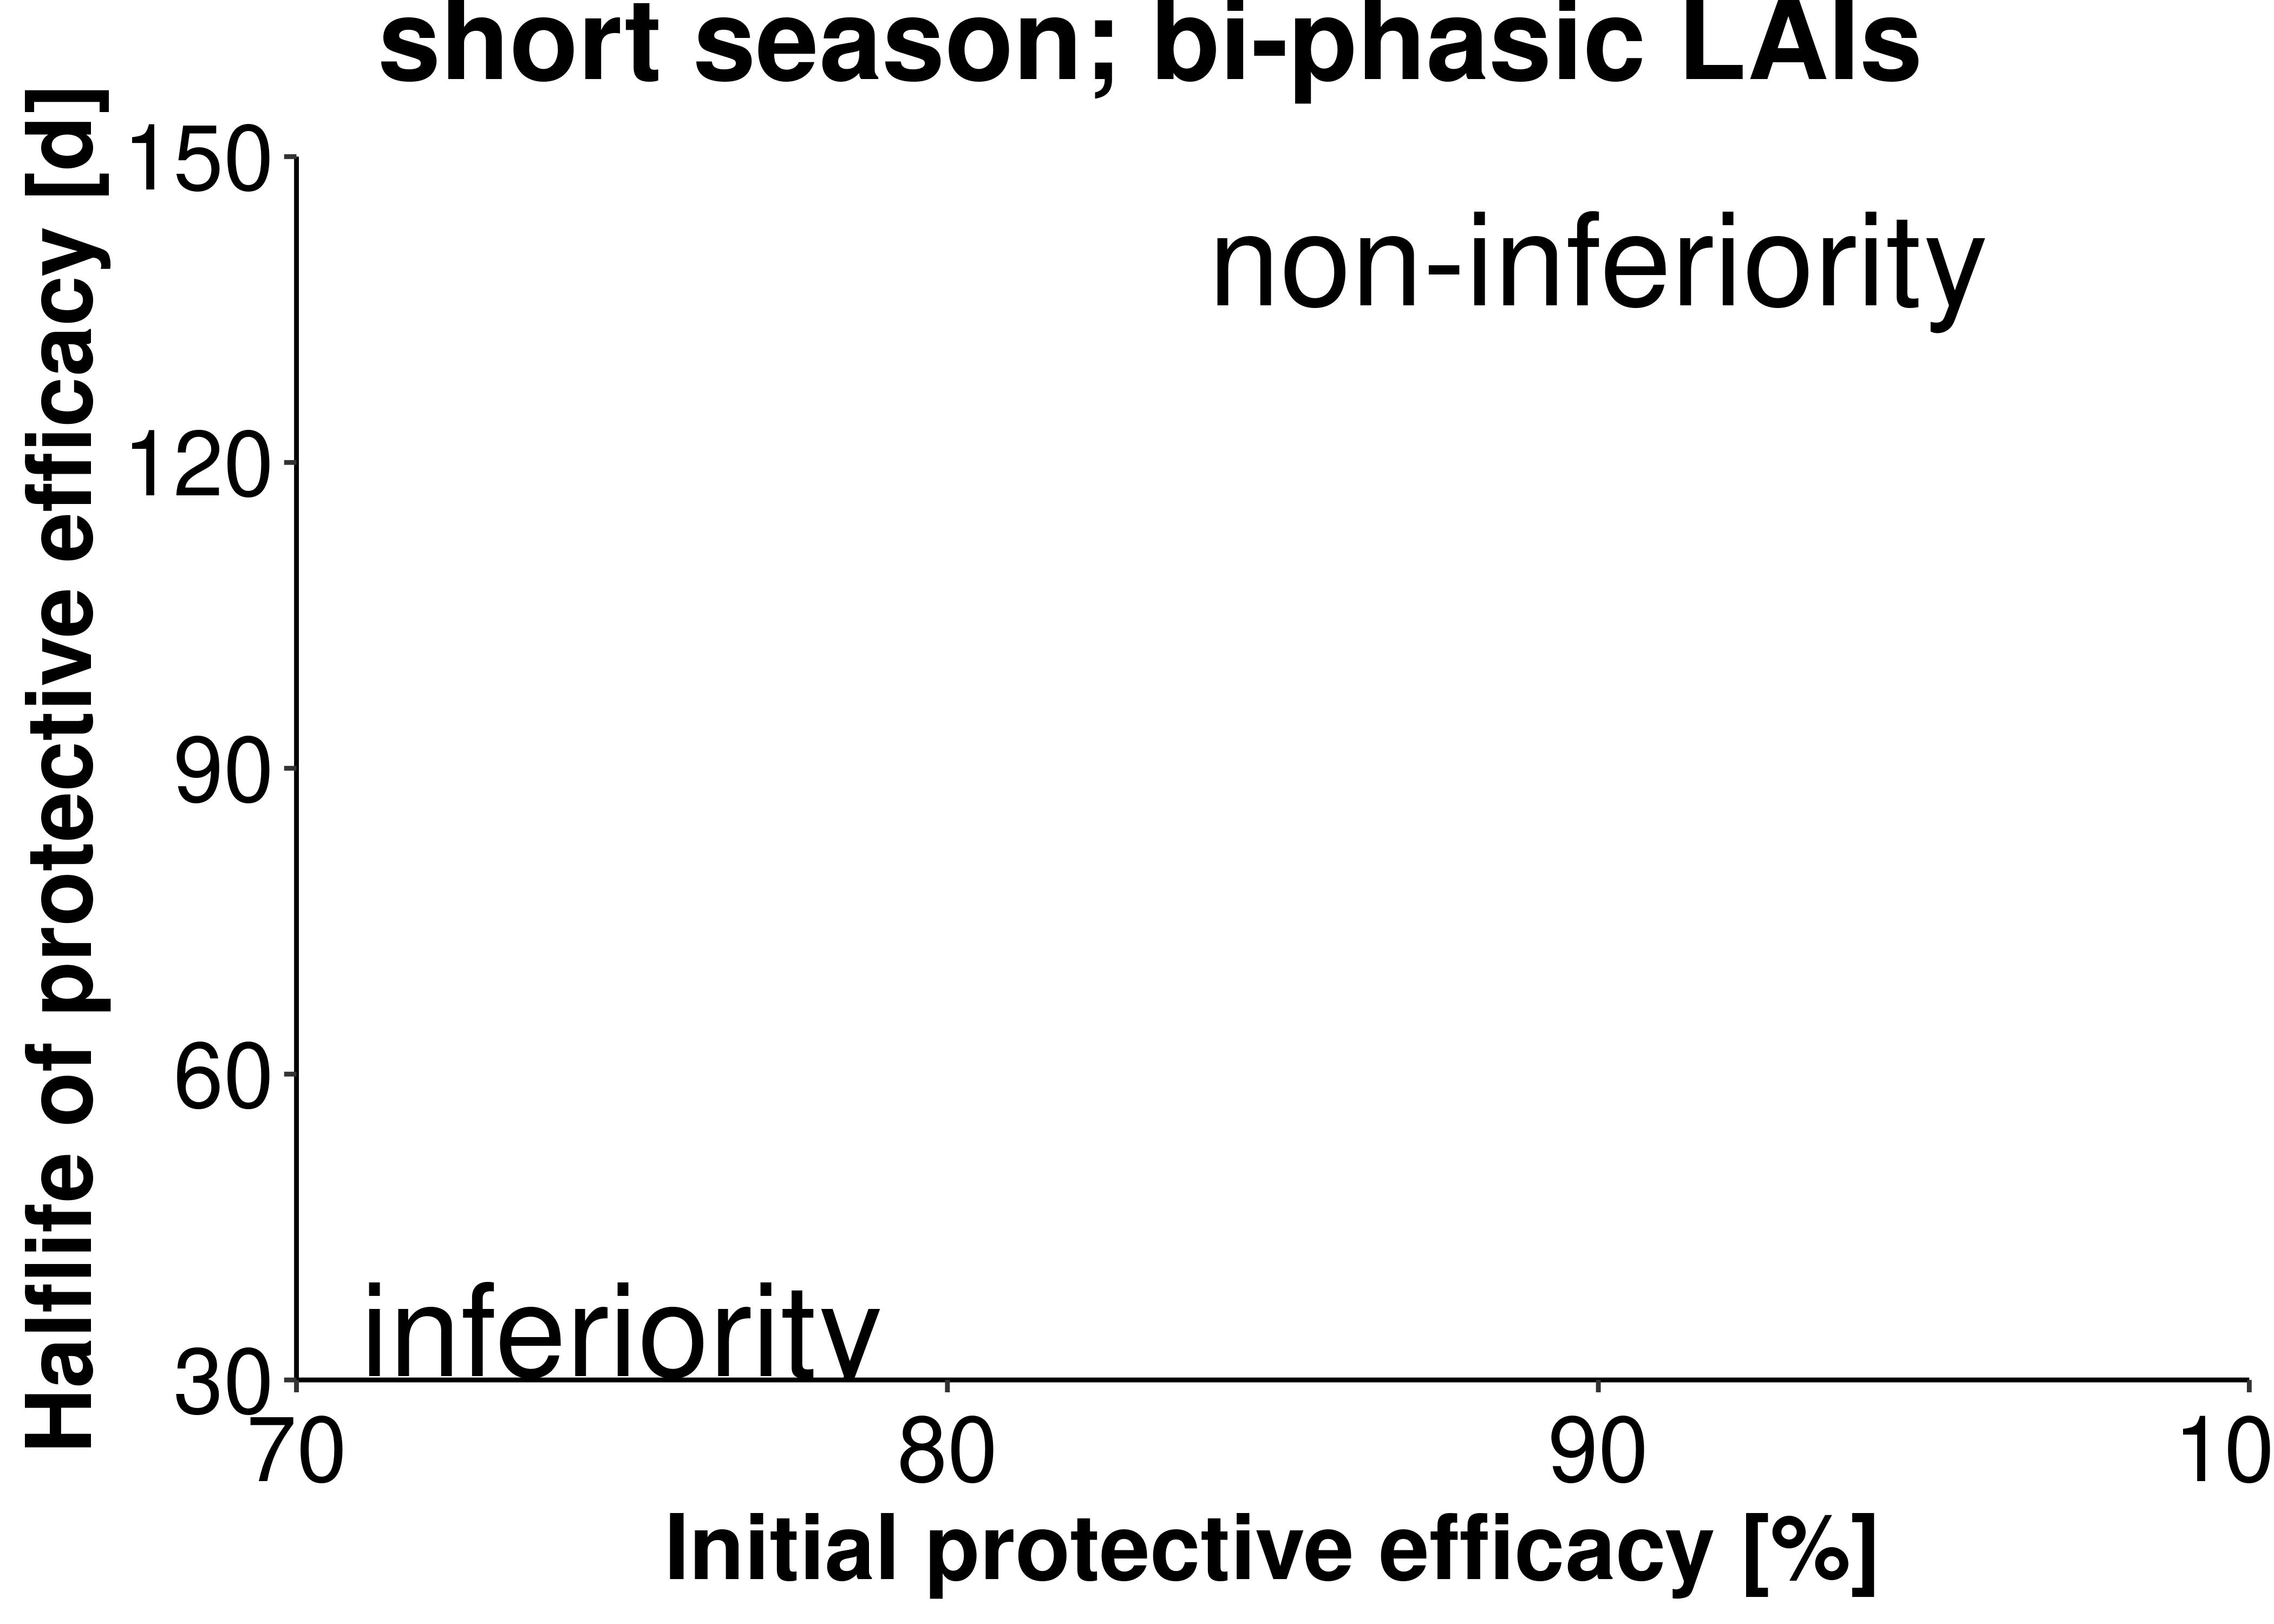 short season; bi-phasic LAIs
Halflife of protective efficacy [d]
150
120
90
60
30
non-inferiority
inferiority
70
80
90
10
Initial protective efficacy [%]